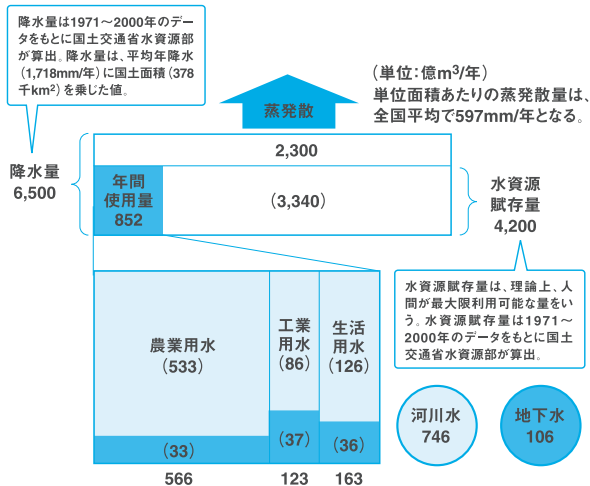 降水量は1971〜2000年のデ
ータをもとに国土交通省水資源部
が算出。降水量は、平均年降水
（1,718mm/年）に国土面積（378
千km²）を乗じた値。
（単位：億m³/年）
単位面積あたりの蒸発散量は、
全国平均で597mm/年となる。
蒸発散
降水量
6,500
2,300
年間
使用量
852
（3,340）
水資源
賦存量
4,200
水資源賦存量は、理論上、人
間が最大限利用可能な量をい
う。水資源賦存量は1971〜
2000年のデータをもとに国土
交通省水資源部が算出。
農業用水
（533）
工業
用水
（86）
生活
用水
（126）
（33）
（37）
（36）
566
123
163
河川水
746
地下水
106